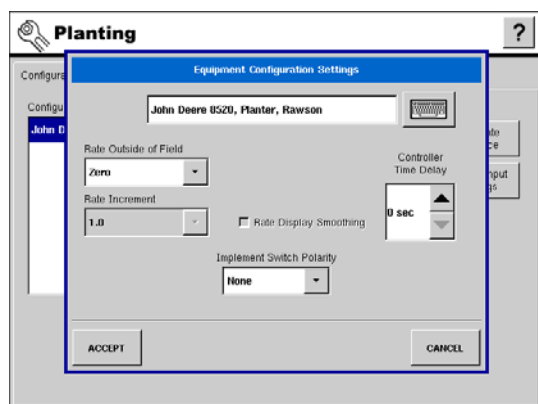 Planting
?
Configura
Equipment Configuration Settings
Configu
John Deere 8520, Planter, Rawson
John D
Rate Outside of Field
Zero
Controller
Time Delay
Rate Increment
1.0
Rate Display Smoothing
0 sec
Implement Switch Polarity
None
ACCEPT
CANCEL
ate
ce
nput
gs